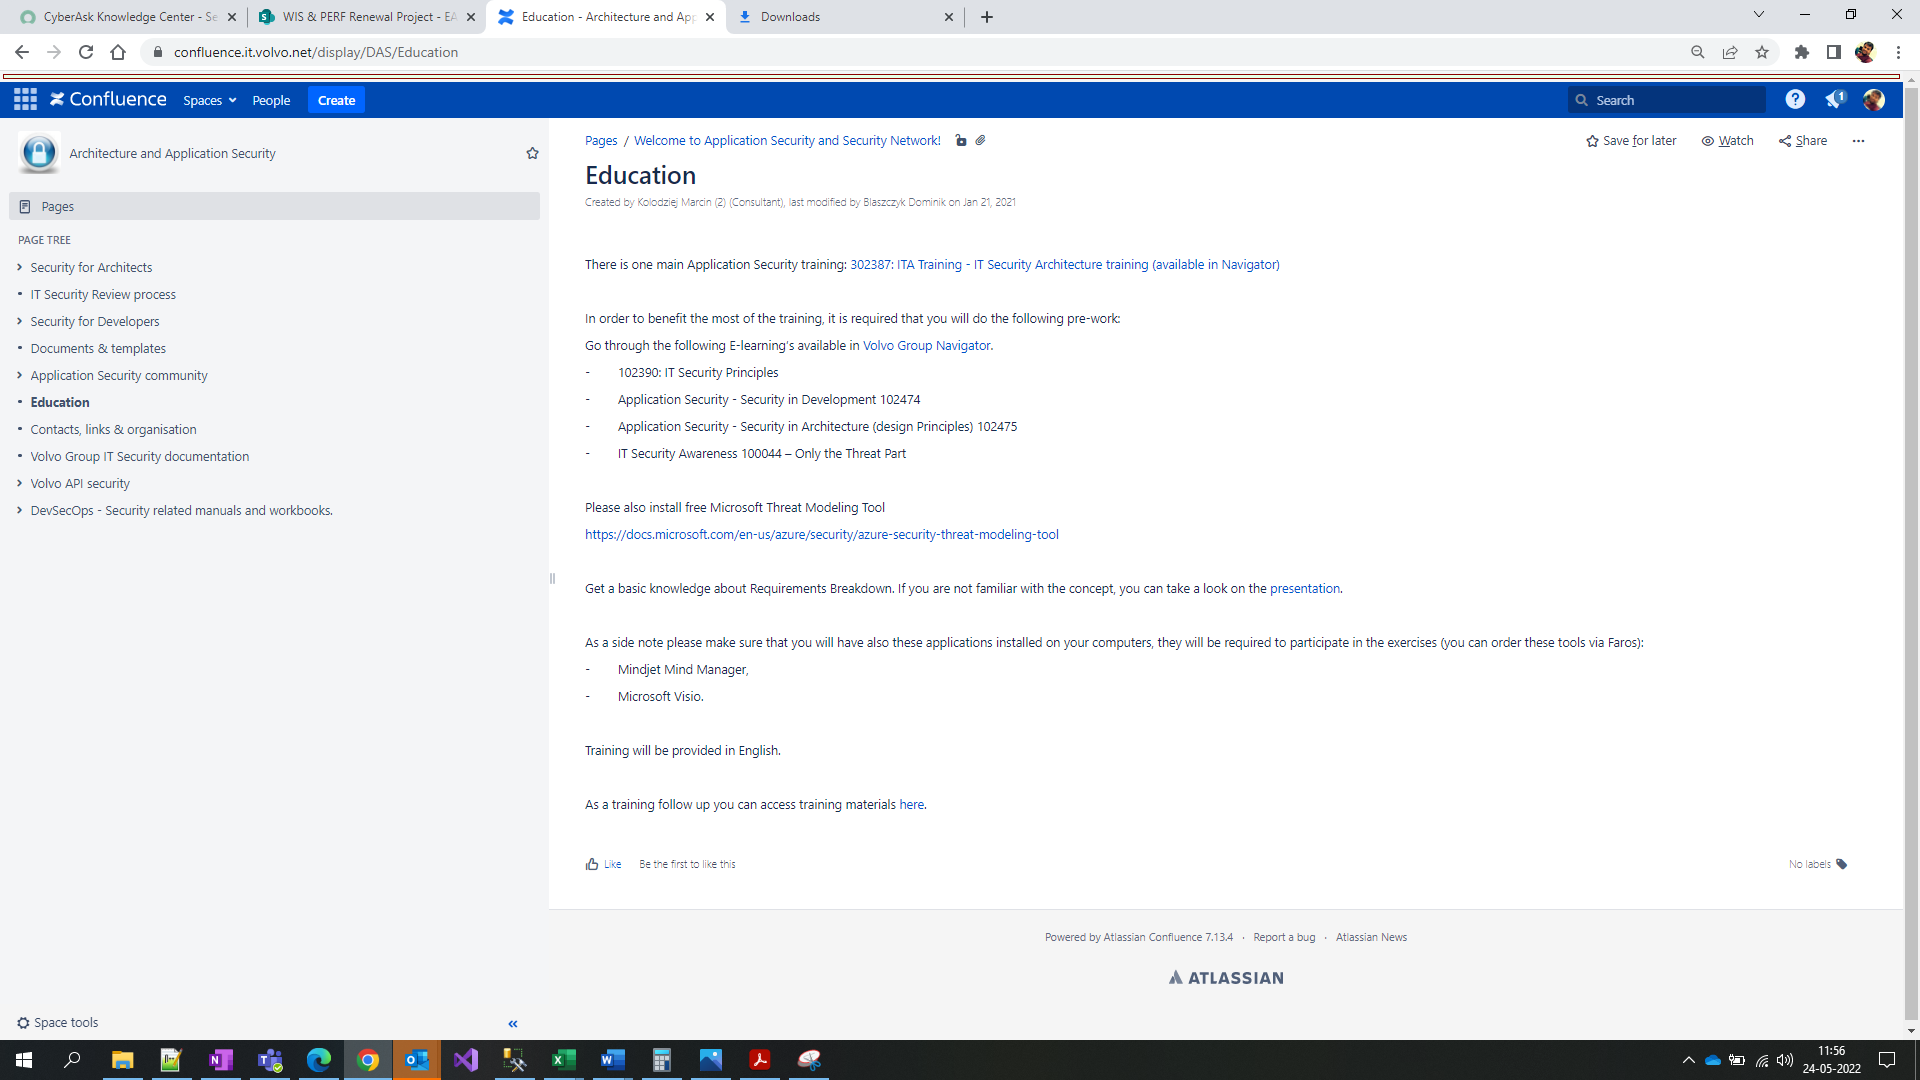 CyberAsk Knowledge Center - Se
WIS & PERF Renewal Project - EA
Education - Architecture and App
Downloads
confluence.it.volvo.net/display/DAS/Education
Confluence
Spaces
People
Create
Search
1
Architecture and Application Security
Pages
PAGE TREE
Security for Architects
IT Security Review process
Security for Developers
Documents & templates
Application Security community
Education
Contacts, links & organisation
Volvo Group IT Security documentation
Volvo API security
DevSecOps - Security related manuals and workbooks.
Space tools
Pages / Welcome to Application Security and Security Network!
Save for later
Watch
Share
Education
Created by Kolodziej Marcin (2) (Consultant), last modified by Blaszczyk Dominik on Jan 21, 2021
There is one main Application Security training: 302387: ITA Training - IT Security Architecture training (available in Navigator)
In order to benefit the most of the training, it is required that you will do the following pre-work:
Go through the following E-learning's available in Volvo Group Navigator.
- 102390: IT Security Principles
- Application Security - Security in Development 102474
- Application Security - Security in Architecture (design Principles) 102475
- IT Security Awareness 100044 – Only the Threat Part
Please also install free Microsoft Threat Modeling Tool
https://docs.microsoft.com/en-us/azure/security/azure-security-threat-modeling-tool
Get a basic knowledge about Requirements Breakdown. If you are not familiar with the concept, you can take a look on the presentation.
As a side note please make sure that you will have also these applications installed on your computers, they will be required to participate in the exercises (you can order these tools via Faros):
- Mindjet Mind Manager,
- Microsoft Visio.
Training will be provided in English.
As a training follow up you can access training materials here.
Like
Be the first to like this
No labels
Powered by Atlassian Confluence 7.13.4 · Report a bug · Atlassian News
ATLASSIAN
11:56
24-05-2022